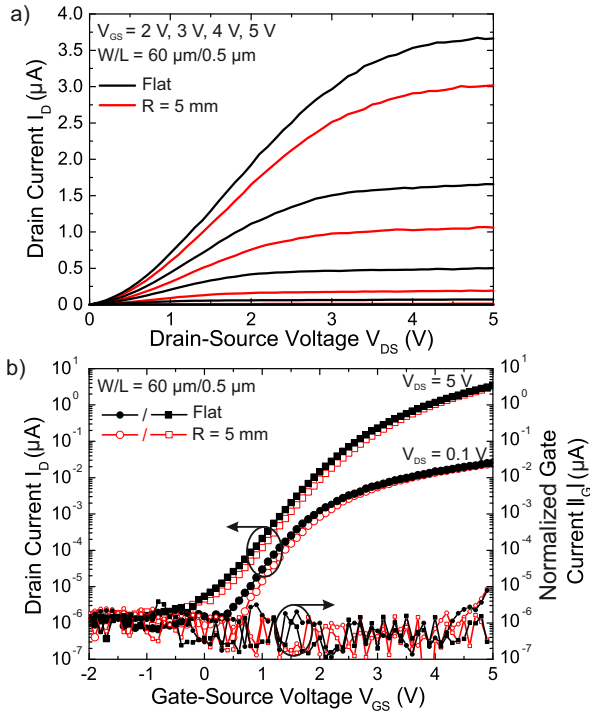 a)
V_GS = 2 V, 3 V, 4 V, 5 V
W/L = 60 µm/0.5 µm
Flat
R = 5 mm
Drain Current I_D (µA)
4.0
3.5
3.0
2.5
2.0
1.5
1.0
0.5
0.0
0 1 2 3 4 5
Drain-Source Voltage V_DS (V)
b)
W/L = 60 µm/0.5 µm
/ Flat
/ R = 5 mm
V_DS = 5 V
V_DS = 0.1 V
Drain Current I_D (µA)
10^1
10^0
10^-1
10^-2
10^-3
10^-4
10^-5
10^-6
10^-7
10^1
10^0
10^-1
10^-2
10^-3
10^-4
10^-5
10^-6
10^-7
Normalized Gate
Current |I_G| (µA)
-2 -1 0 1 2 3 4 5
Gate-Source Voltage V_GS (V)